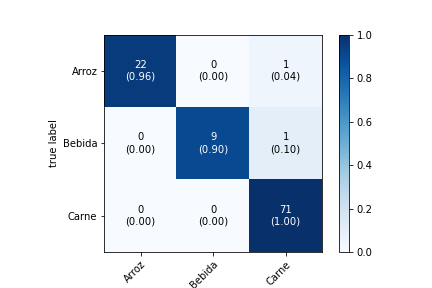 22 0 1
(0.96) (0.00) (0.04)
Arroz
0 9 1
(0.00) (0.90) (0.10)
Bebida
0 0 71
(0.00) (0.00) (1.00)
Carne
true label
Arroz
Bebida
Carne
1.0
0.8
0.6
0.4
0.2
0.0